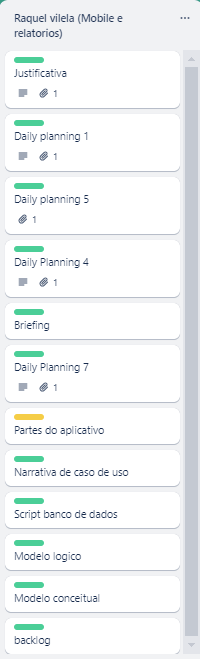 Raquel vilela (Mobile e
relatorios)
...
Justificativa
1
Daily planning 1
1
Daily planning 5
1
Daily Planning 4
1
Briefing
Daily Planning 7
1
Partes do aplicativo
Narrativa de caso de uso
Script banco de dados
Modelo logico
Modelo conceitual
backlog